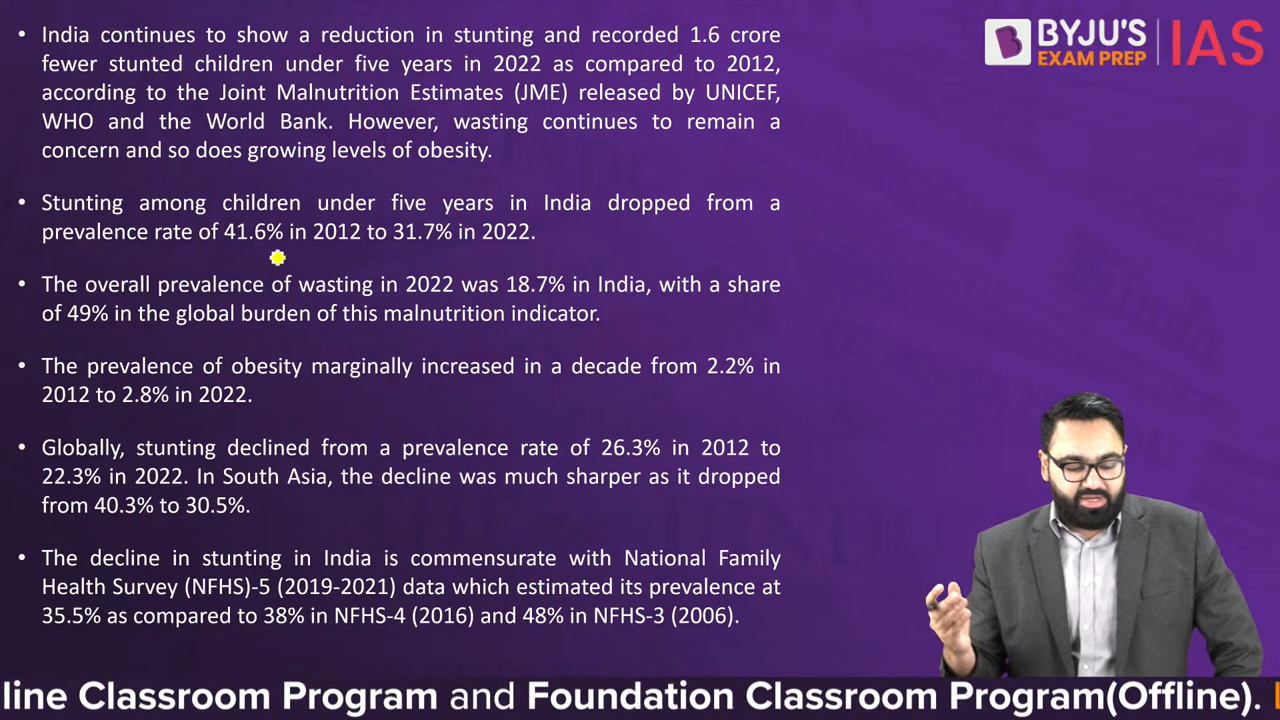 • India continues to show a reduction in stunting and recorded 1.6 crore
fewer stunted children under five years in 2022 as compared to 2012,
according to the Joint Malnutrition Estimates (JME) released by UNICEF,
WHO and the World Bank. However, wasting continues to remain a
concern and so does growing levels of obesity.
• Stunting among children under five years in India dropped from a
prevalence rate of 41.6% in 2012 to 31.7% in 2022.
• The overall prevalence of wasting in 2022 was 18.7% in India, with a share
of 49% in the global burden of this malnutrition indicator.
• The prevalence of obesity marginally increased in a decade from 2.2% in
2012 to 2.8% in 2022.
• Globally, stunting declined from a prevalence rate of 26.3% in 2012 to
22.3% in 2022. In South Asia, the decline was much sharper as it dropped
from 40.3% to 30.5%.
• The decline in stunting in India is commensurate with National Family
Health Survey (NFHS)-5 (2019-2021) data which estimated its prevalence at
35.5% as compared to 38% in NFHS-4 (2016) and 48% in NFHS-3 (2006).
BYJU'S
EXAM PREP
IAS
line Classroom Program and Foundation Classroom Program(Offline).